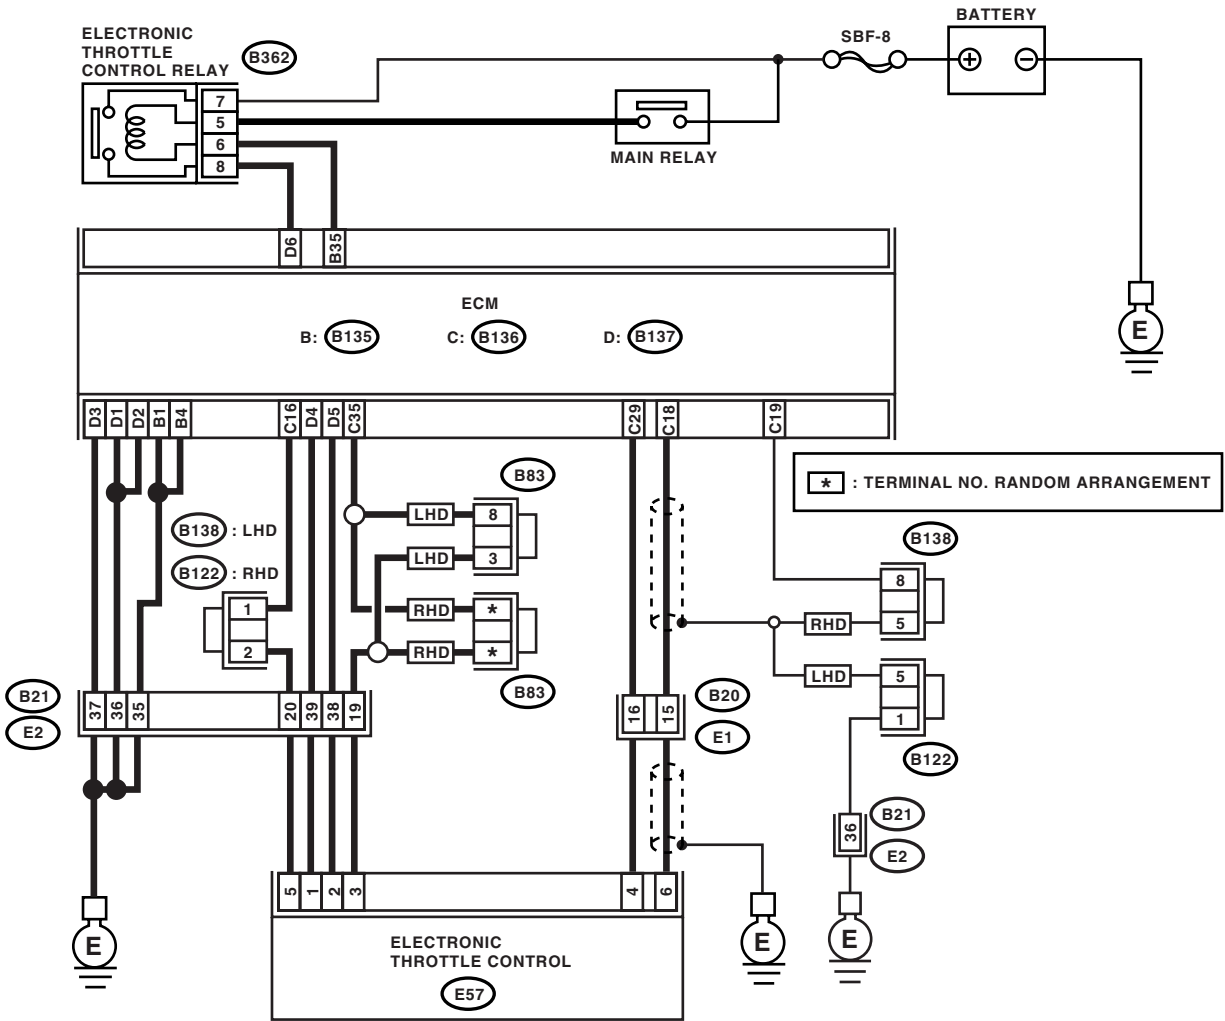 BATTERY
ELECTRONIC
THROTTLE
CONTROL RELAY
B362
SBF-8
7
5
6
8
MAIN RELAY
D6
B35
ECM
B: B135
C: B136
D: B137
E
D3
D1
D2
B1
B4
C16
D4
D5
C35
C29
C18
C19
* : TERMINAL NO. RANDOM ARRANGEMENT
B83
B138 : LHD
B122 : RHD
LHD
8
LHD
3
RHD
*
RHD
*
B83
1
2
B138
8
RHD
5
LHD
5
1
B122
B21
E2
37
36
35
20
39
38
19
16
15
B20
E1
36
B21
E2
5
1
2
3
4
6
ELECTRONIC
THROTTLE CONTROL
E57
E
E
E